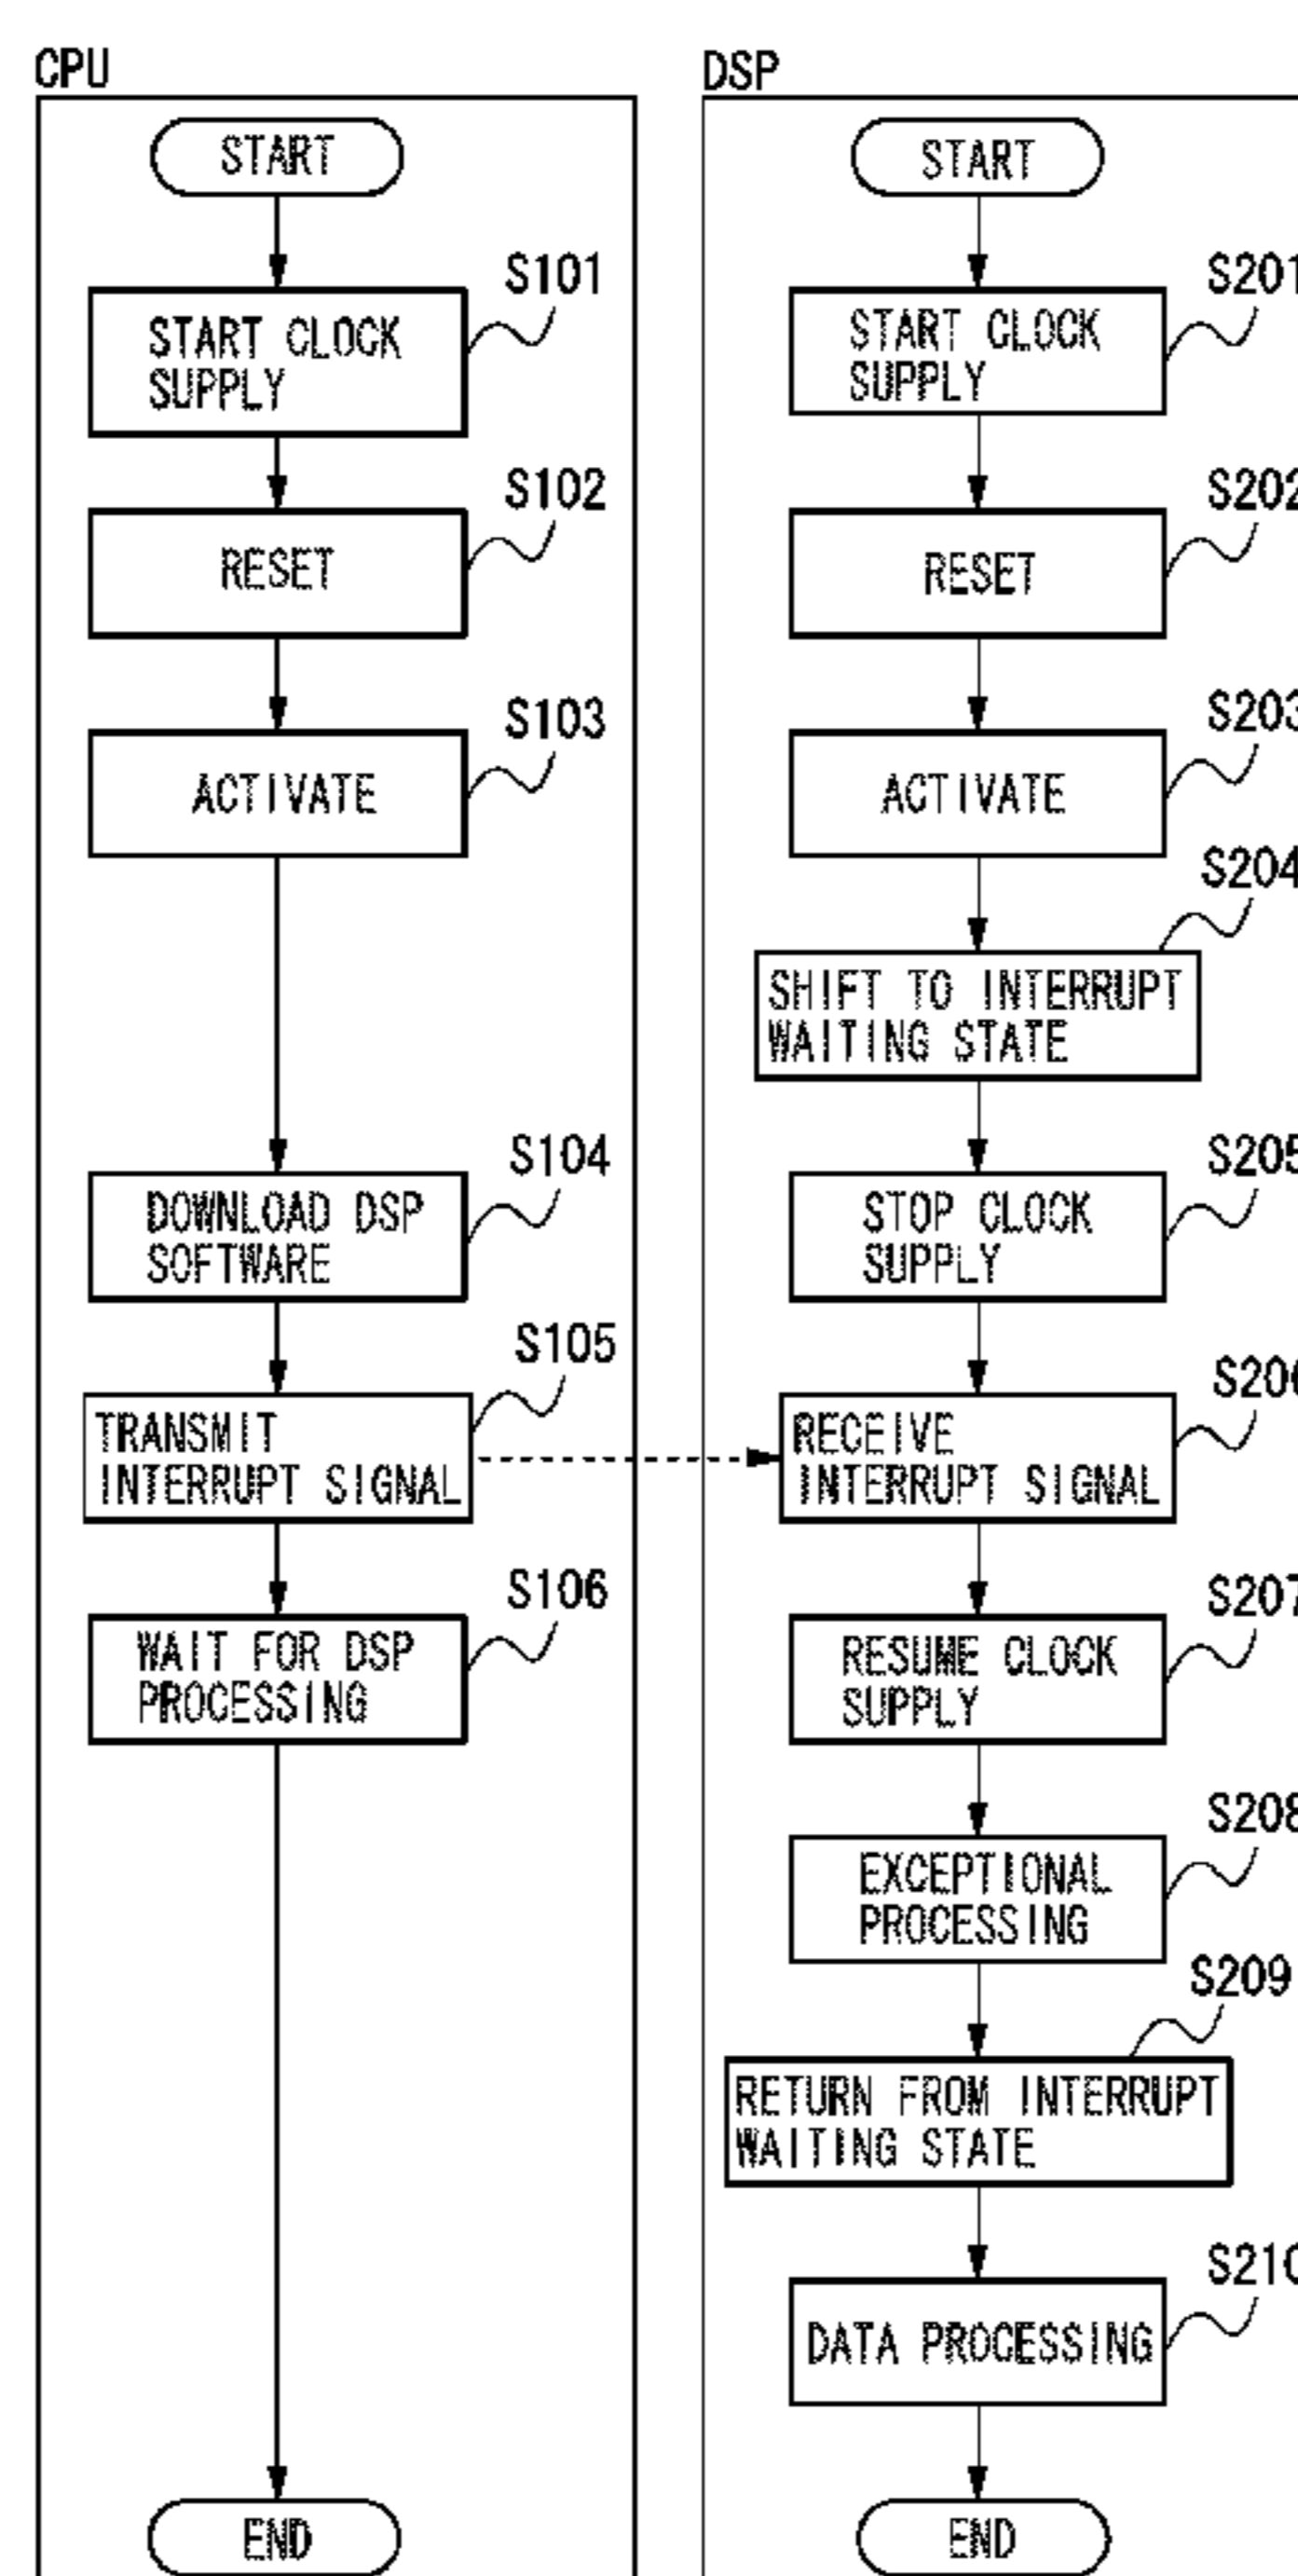 CPU
START
S101
START CLOCK
SUPPLY
S102
RESET
S103
ACTIVATE
S104
DOWNLOAD DSP
SOFTWARE
S105
TRANSMIT
INTERRUPT SIGNAL
S106
WAIT FOR DSP
PROCESSING
END
DSP
START
S201
START CLOCK
SUPPLY
S202
RESET
S203
ACTIVATE
S204
SHIFT TO INTERRUPT
WAITING STATE
S205
STOP CLOCK
SUPPLY
S206
RECEIVE
INTERRUPT SIGNAL
S207
RESUME CLOCK
SUPPLY
S208
EXCEPTIONAL
PROCESSING
S209
RETURN FROM INTERRUPT
WAITING STATE
S210
DATA PROCESSING
END